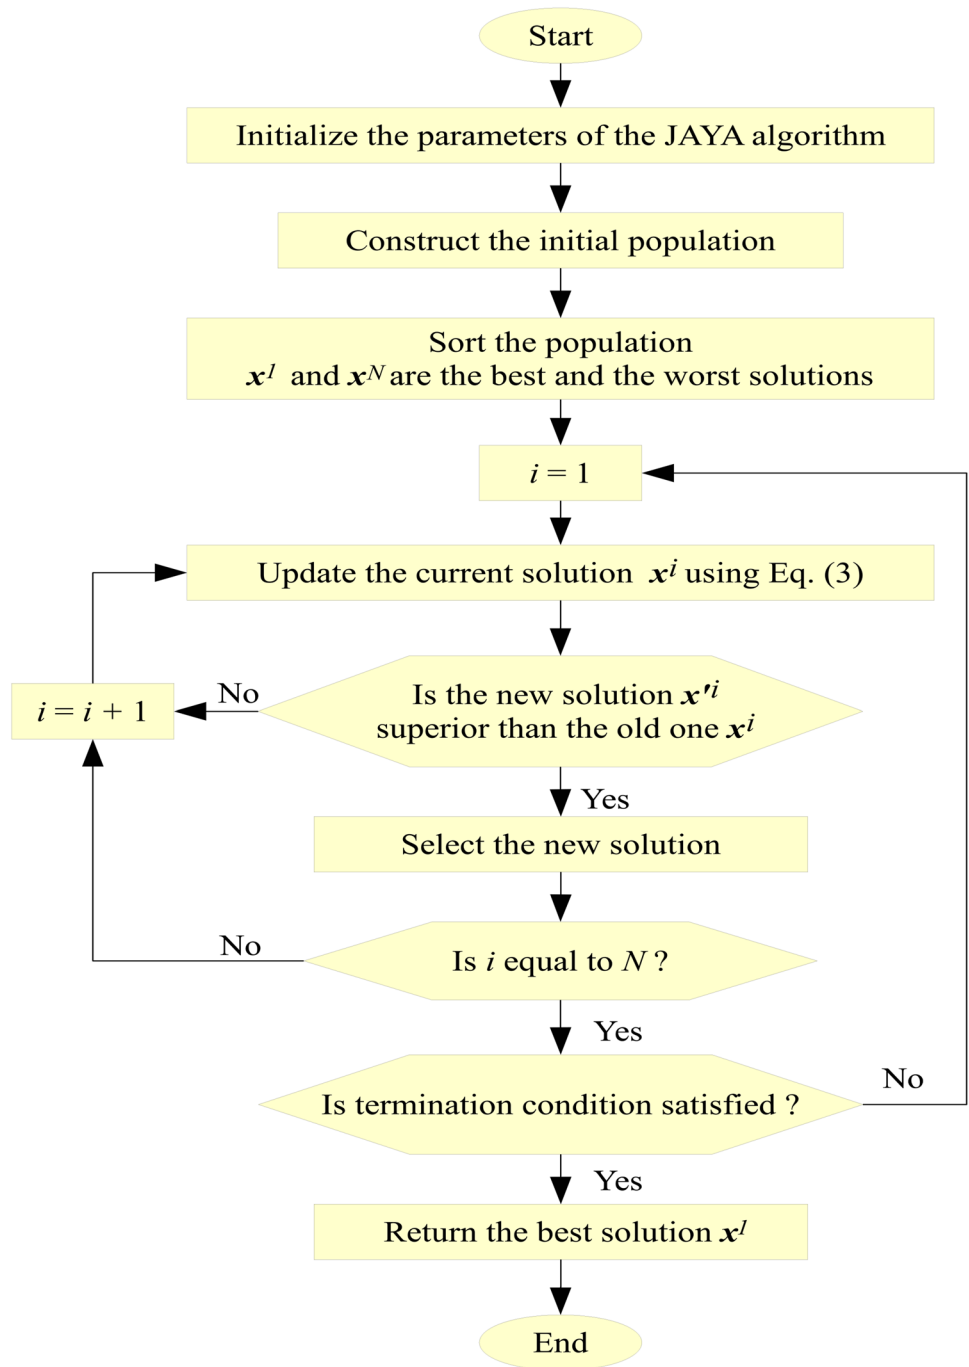 Start
Initialize the parameters of the JAYA algorithm
Construct the initial population
Sort the population
x¹ and xᴺ are the best and the worst solutions
i = 1
Update the current solution xⁱ using Eq. (3)
Is the new solution x'ⁱ
superior than the old one xⁱ
No
i = i + 1
Yes
Select the new solution
No
Is i equal to N ?
Yes
Is termination condition satisfied ?
No
Yes
Return the best solution x¹
End